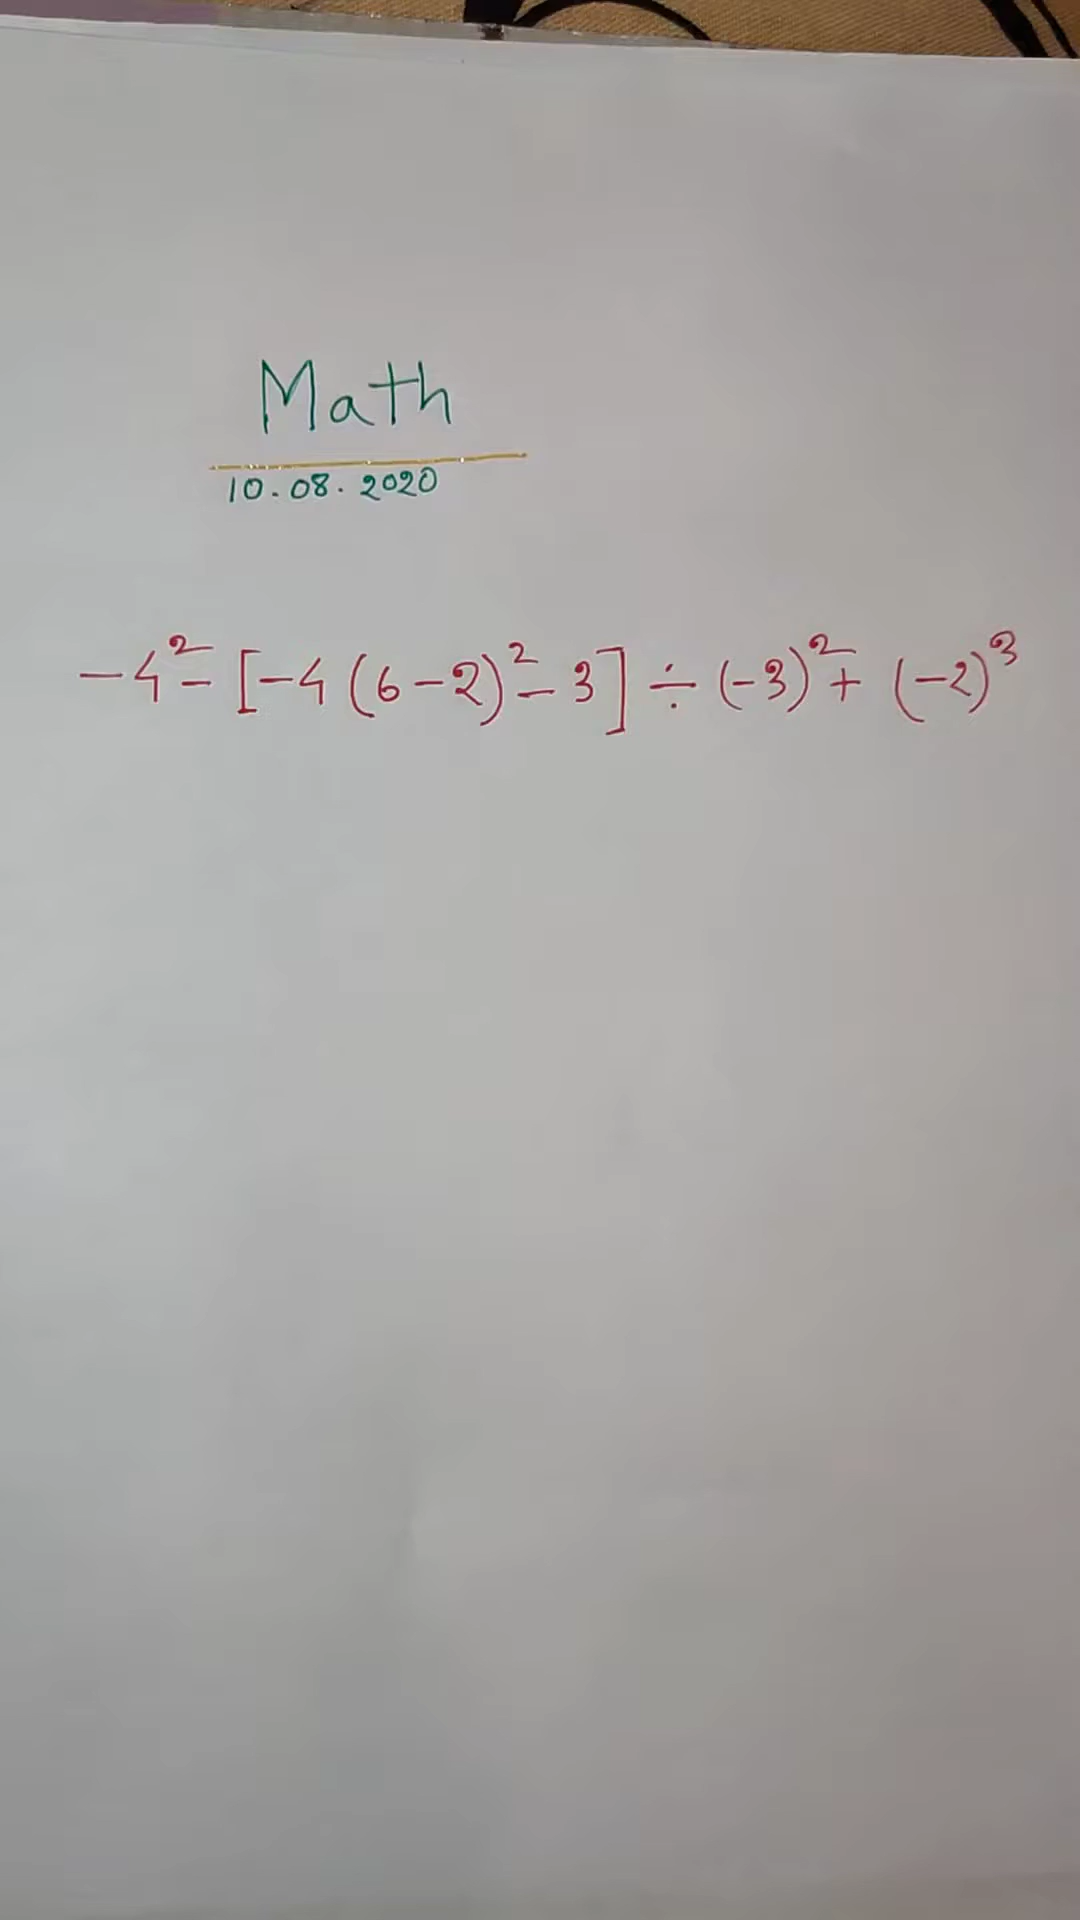 Math
10.08.2020
-4² - [-4(6-2)² - 3] ÷ (-3)² + (-2)³